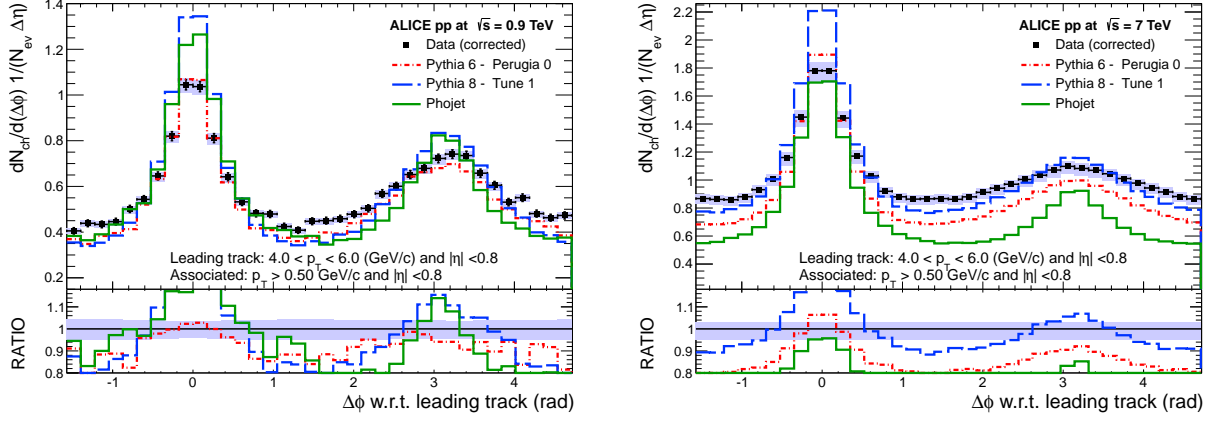 ALICE pp at √s = 0.9 TeV
Data (corrected)
Pythia 6 - Perugia 0
Pythia 8 - Tune 1
Phojet
dN_ch/d(Δϕ) 1/(N_ev Δη)
1.4
1.2
1
0.8
0.6
0.4
0.2
Leading track: 4.0 < p_T < 6.0 (GeV/c) and |η| <0.8
Associated: p_T > 0.50 GeV/c and |η| <0.8
RATIO
1.1
1
0.9
0.8
-1 0 1 2 3 4
Δϕ w.r.t. leading track (rad)
ALICE pp at √s = 7 TeV
Data (corrected)
Pythia 6 - Perugia 0
Pythia 8 - Tune 1
Phojet
dN_ch/d(Δϕ) 1/(N_ev Δη)
2.2
2
1.8
1.6
1.4
1.2
1
0.8
0.6
0.4
Leading track: 4.0 < p_T < 6.0 (GeV/c) and |η| <0.8
Associated: p_T > 0.50 GeV/c and |η| <0.8
RATIO
1.1
1
0.9
0.8
-1 0 1 2 3 4
Δϕ w.r.t. leading track (rad)